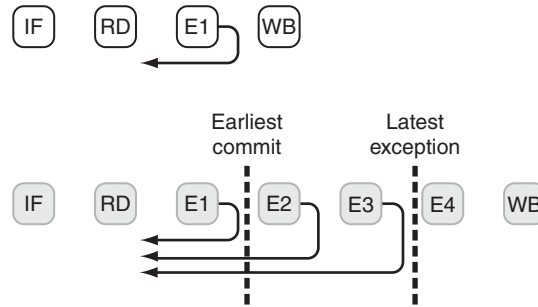 IF RD E1 WB
Earliest commit
Latest exception
IF RD E1 E2 E3 E4 WB